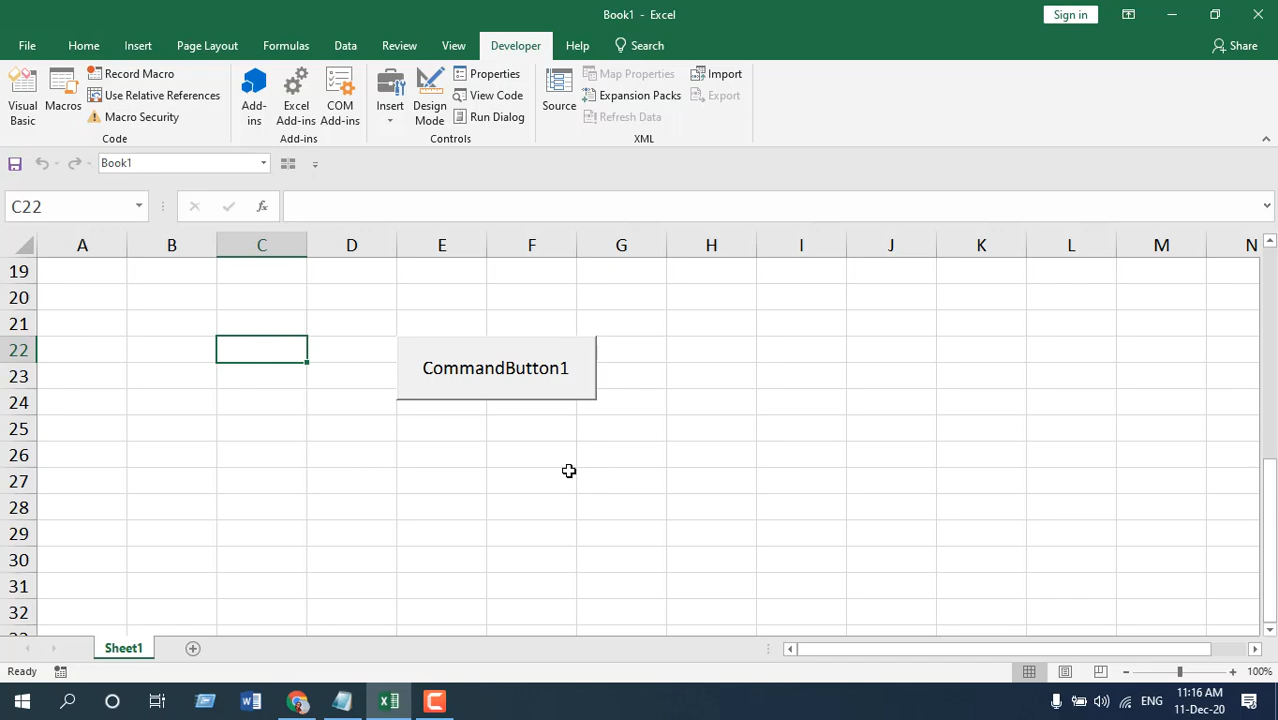 Book1 - Excel
Sign in
File Home Insert Page Layout Formulas Data Review View Developer Help Search Share
Visual Basic
Macros
Record Macro
Use Relative References
Macro Security
Code
Add-ins
Excel Add-ins
COM Add-ins
Add-ins
Insert
Design Mode
Properties
View Code
Run Dialog
Controls
Source
Map Properties
Expansion Packs
Refresh Data
Import
Export
XML
Book1
C22
fx
A B C D E F G H I J K L M N
19
20
21
22
CommandButton1
23
24
25
26
27
28
29
30
31
32
33
Sheet1
Ready
100%
ENG
11:16 AM
11-Dec-20